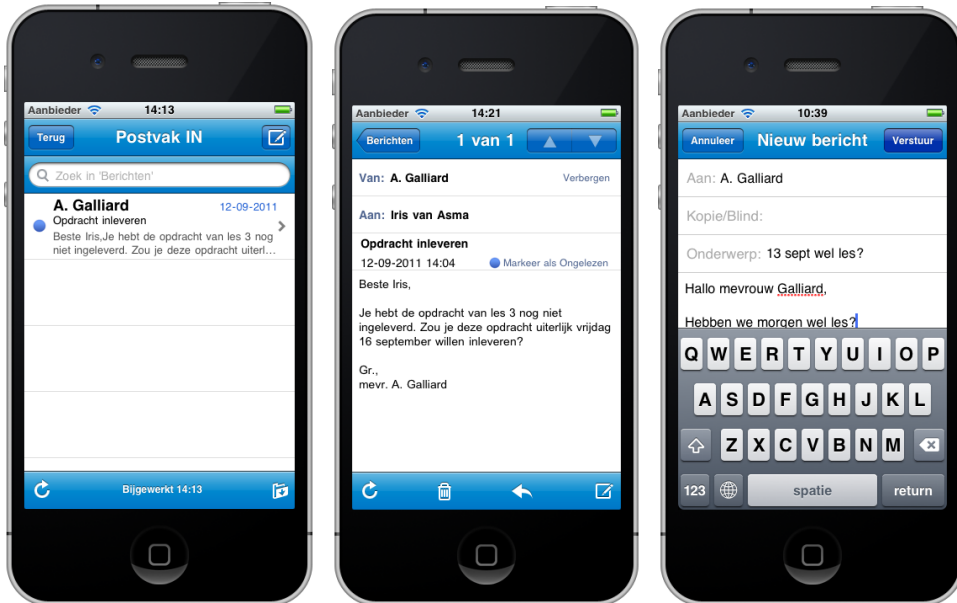 Aanbieder 14:13
Terug Postvak IN
Zoek in 'Berichten'
A. Galliard 12-09-2011
Opdracht inleveren
Beste Iris,Je hebt de opdracht van les 3 nog
niet ingeleverd. Zou je deze opdracht uiterl...
Bijgewerkt 14:13
Aanbieder 14:21
Berichten 1 van 1
Van: A. Galliard Verbergen
Aan: Iris van Asma
Opdracht inleveren
12-09-2011 14:04 Markeer als Ongelezen
Beste Iris,
Je hebt de opdracht van les 3 nog niet
ingeleverd. Zou je deze opdracht uiterlijk vrijdag
16 september willen inleveren?
Gr.,
mevr. A. Galliard
Aanbieder 10:39
Annuleer Nieuw bericht Verstuur
Aan: A. Galliard
Kopie/Blind:
Onderwerp: 13 sept wel les?
Hallo mevrouw Galliard,
Hebben we morgen wel les?
Q W E R T Y U I O P
A S D F G H J K L
Z X C V B N M
123 spatie return